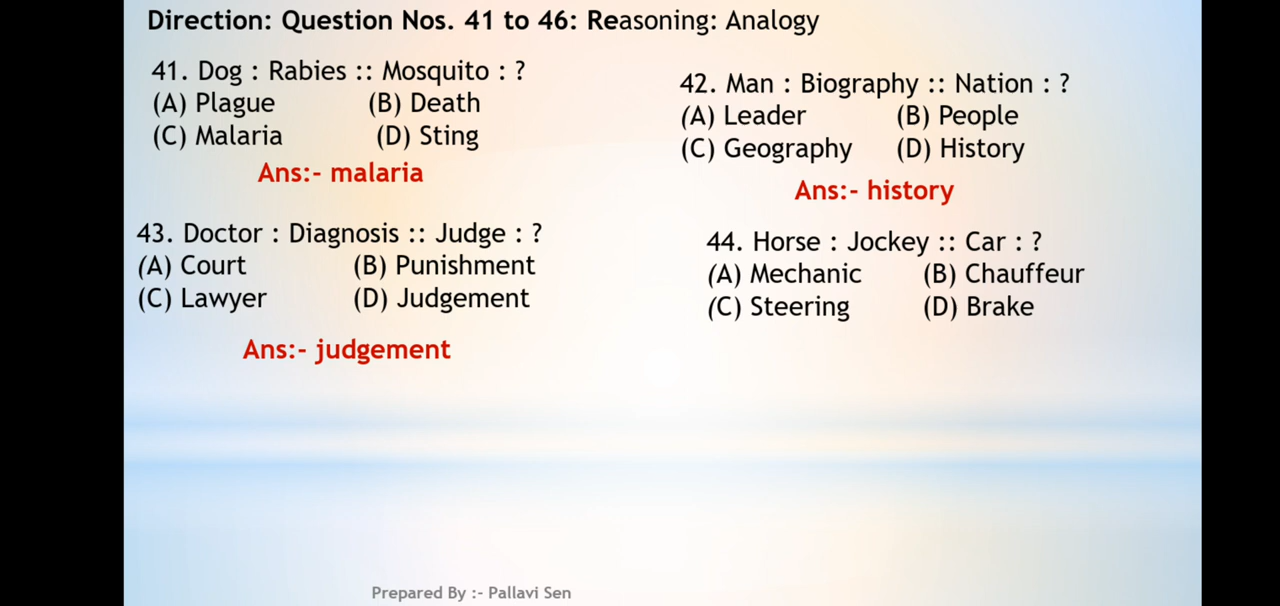 Direction: Question Nos. 41 to 46: Reasoning: Analogy
41. Dog : Rabies :: Mosquito : ?
(A) Plague (B) Death
(C) Malaria (D) Sting
Ans:- malaria
42. Man : Biography :: Nation : ?
(A) Leader (B) People
(C) Geography (D) History
Ans:- history
43. Doctor : Diagnosis :: Judge : ?
(A) Court (B) Punishment
(C) Lawyer (D) Judgement
Ans:- judgement
44. Horse : Jockey :: Car : ?
(A) Mechanic (B) Chauffeur
(C) Steering (D) Brake
Prepared By :- Pallavi Sen